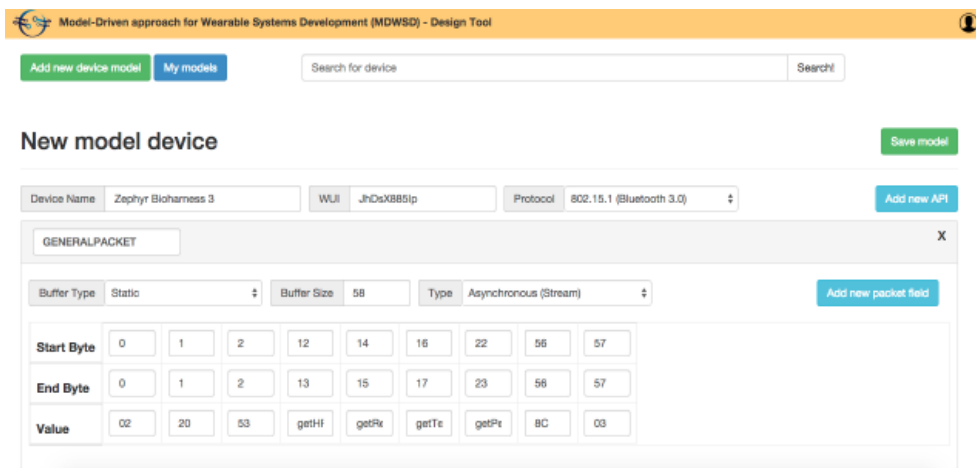 Model-Driven approach for Wearable Systems Development (MDWSD) - Design Tool
Add new device model My models Search for device Search!
New model device Save model
Device Name Zephyr Bioharness 3 WUI JhDsX885lp Protocol 802.15.1 (Bluetooth 3.0) Add new API
GENERALPACKET X
Buffer Type Static Buffer Size 58 Type Asynchronous (Stream) Add new packet field
Start Byte 0 1 2 12 14 16 22 56 57
End Byte 0 1 2 13 15 17 23 56 57
Value 02 20 53 getHF getRe getTe getPe 8C 03